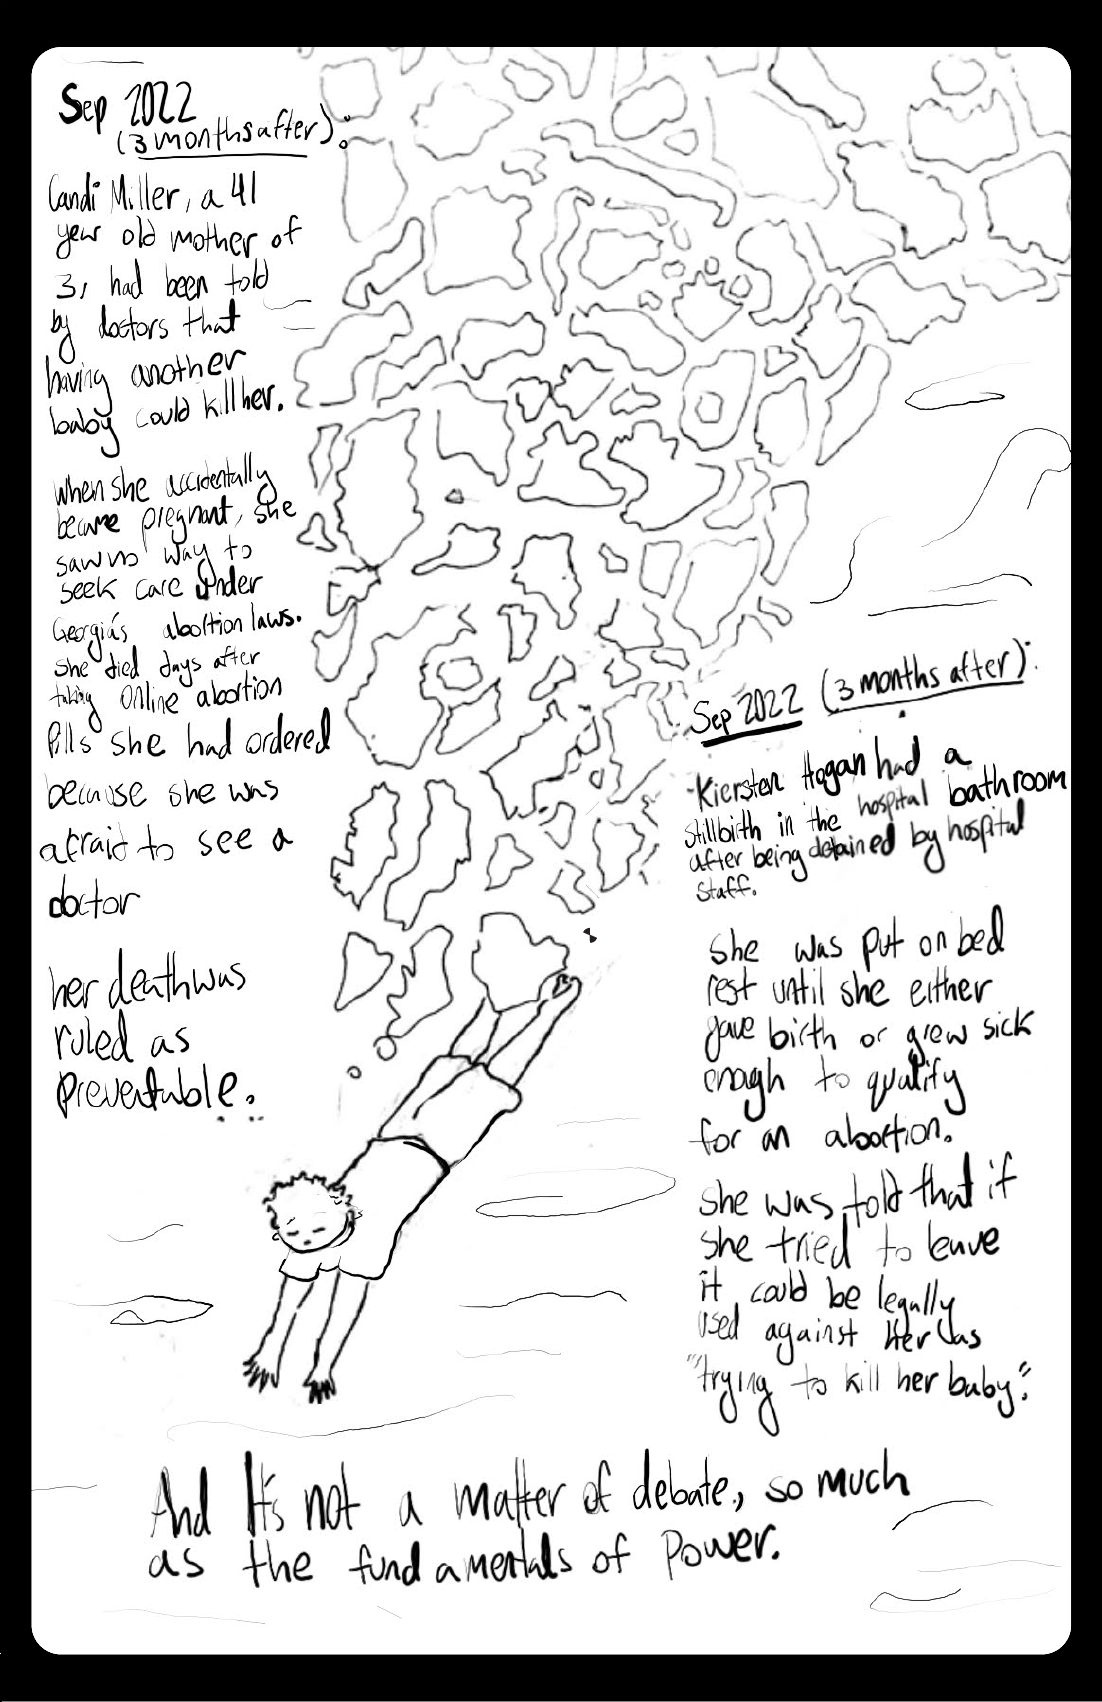 Sep 2022
(3 months after):
Candi Miller, a 41
year old mother of
3, had been told
by doctors that
having another
baby could kill her.
when she accidentally
became pregnant, she
saw no way to
seek care under
Georgia's abortion laws.
She died days after
taking online abortion
Pills she had ordered
because she was
afraid to see a
doctor
her death was
ruled as
preventable.
Sep 2022 (3 months after):
Kiersten Hogan had a
stillbirth in the hospital bathroom
after being detained by hospital
staff.
She was put on bed
rest until she either
gave birth or grew sick
enough to qualify
for an abortion.
She was told that if
she tried to leave
it could be legally
used against Her as
"trying to kill her baby."
And It's not a matter of debate, so much
as the fundamentals of Power.